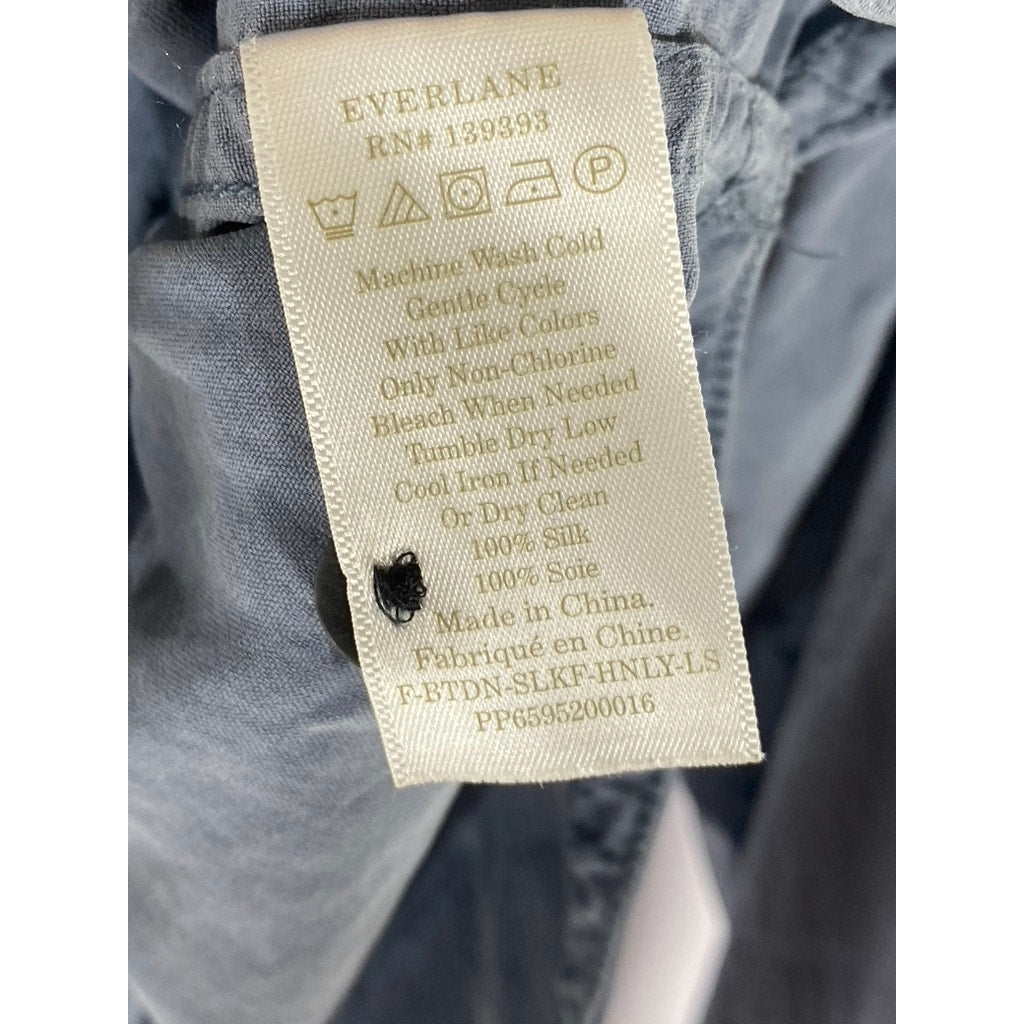 EVERLANE
RN# 139393
P
Machine Wash Cold
Gentle Cycle
With Like Colors
Only Non-Chlorine
Bleach When Needed
Tumble Dry Low
Cool Iron If Needed
Or Dry Clean
100% Silk
100% Soie
Made in China.
Fabriqué en Chine.
F-BTDN-SLKF-HNLY-LS
PP6595200016